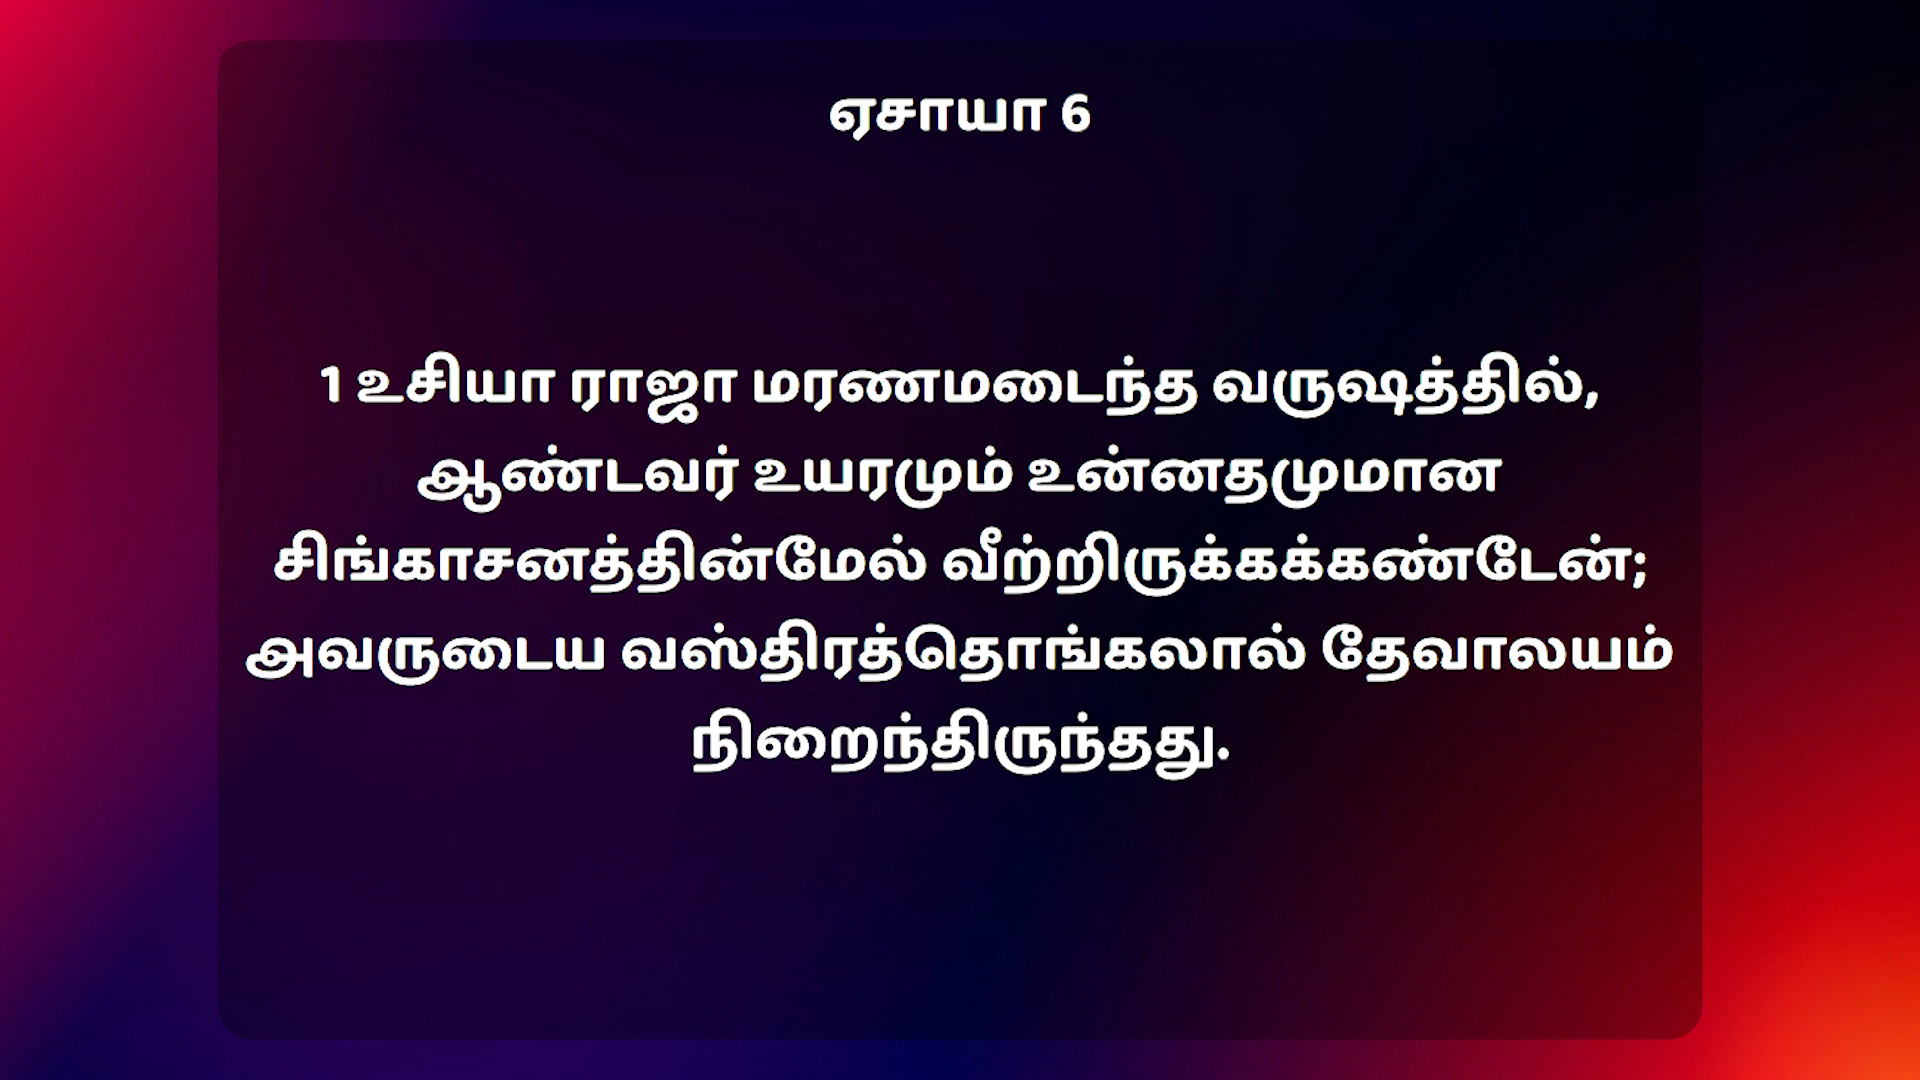 ஏசாயா 6
1 உசியா ராஜா மரணமடைந்த வருஷத்தில்,
ஆண்டவர் உயரமும் உன்னதமுமான
சிங்காசனத்தின்மேல் வீற்றிருக்கக்கண்டேன்;
அவருடைய வஸ்திரத்தொங்கலால் தேவாலயம்
நிறைந்திருந்தது.